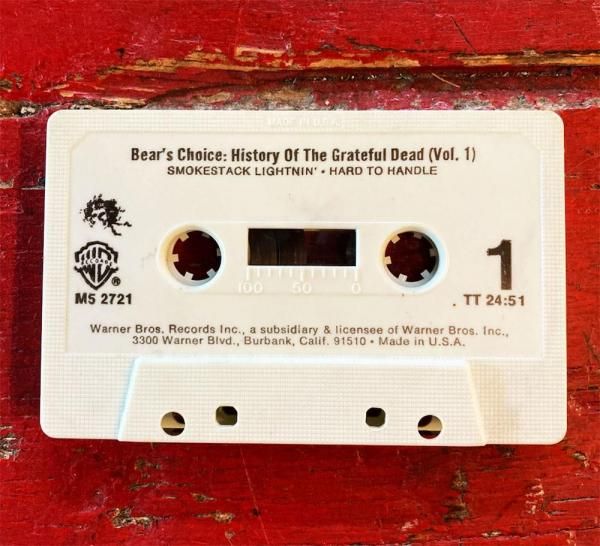 MADE IN U.S.A.
Bear's Choice: History Of The Grateful Dead (Vol. 1)
SMOKESTACK LIGHTNIN' • HARD TO HANDLE
WB
RECORDS
®
M5 2721
100 50 0
1
TT 24:51
Warner Bros. Records Inc., a subsidiary & licensee of Warner Bros. Inc.,
3300 Warner Blvd., Burbank, Calif. 91510 • Made in U.S.A.